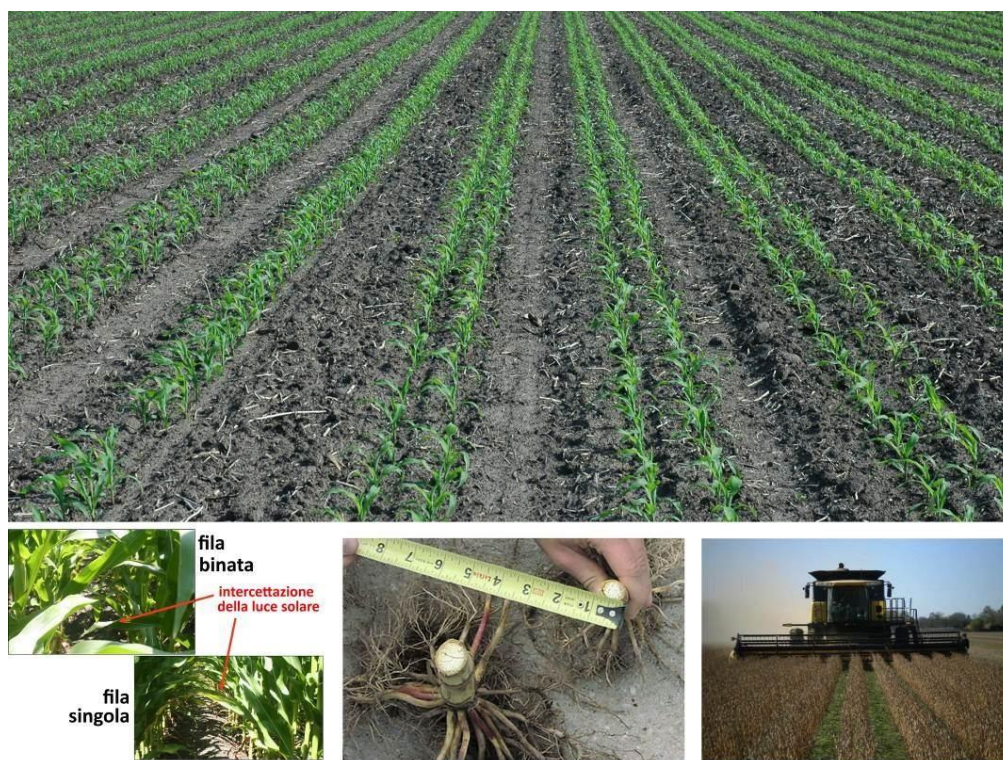 fila
binata
intercettazione
della luce solare
fila
singola
8 7 6 5 4 3 2 1